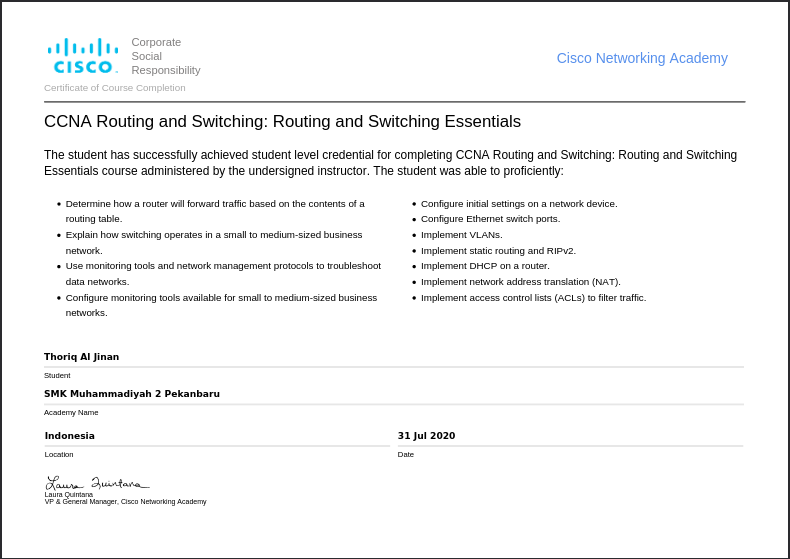 CISCO
Corporate
Social
Responsibility
Cisco Networking Academy
Certificate of Course Completion
CCNA Routing and Switching: Routing and Switching Essentials
The student has successfully achieved student level credential for completing CCNA Routing and Switching: Routing and Switching
Essentials course administered by the undersigned instructor. The student was able to proficiently:
• Determine how a router will forward traffic based on the contents of a
routing table.
• Explain how switching operates in a small to medium-sized business
network.
• Use monitoring tools and network management protocols to troubleshoot
data networks.
• Configure monitoring tools available for small to medium-sized business
networks.
• Configure initial settings on a network device.
• Configure Ethernet switch ports.
• Implement VLANs.
• Implement static routing and RIPv2.
• Implement DHCP on a router.
• Implement network address translation (NAT).
• Implement access control lists (ACLs) to filter traffic.
Thoriq Al Jinan
Student
SMK Muhammadiyah 2 Pekanbaru
Academy Name
Indonesia
Location
31 Jul 2020
Date
Laura Quintana
Laura Quintana
VP & General Manager, Cisco Networking Academy